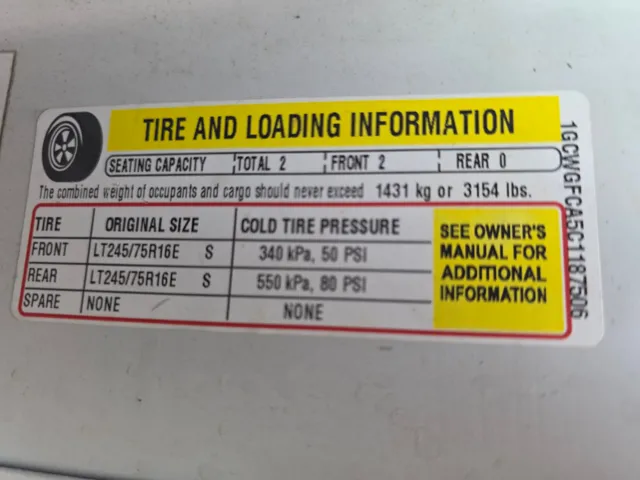 TIRE AND LOADING INFORMATION
SEATING CAPACITY TOTAL 2 FRONT 2 REAR 0
The combined weight of occupants and cargo should never exceed 1431 kg or 3154 lbs.
TIRE ORIGINAL SIZE COLD TIRE PRESSURE
FRONT LT245/75R16E S 340 kPa, 50 PSI
REAR LT245/75R16E S 550 kPa, 80 PSI
SPARE NONE NONE
SEE OWNER'S
MANUAL FOR
ADDITIONAL
INFORMATION
1GCWGFCA5C1187506